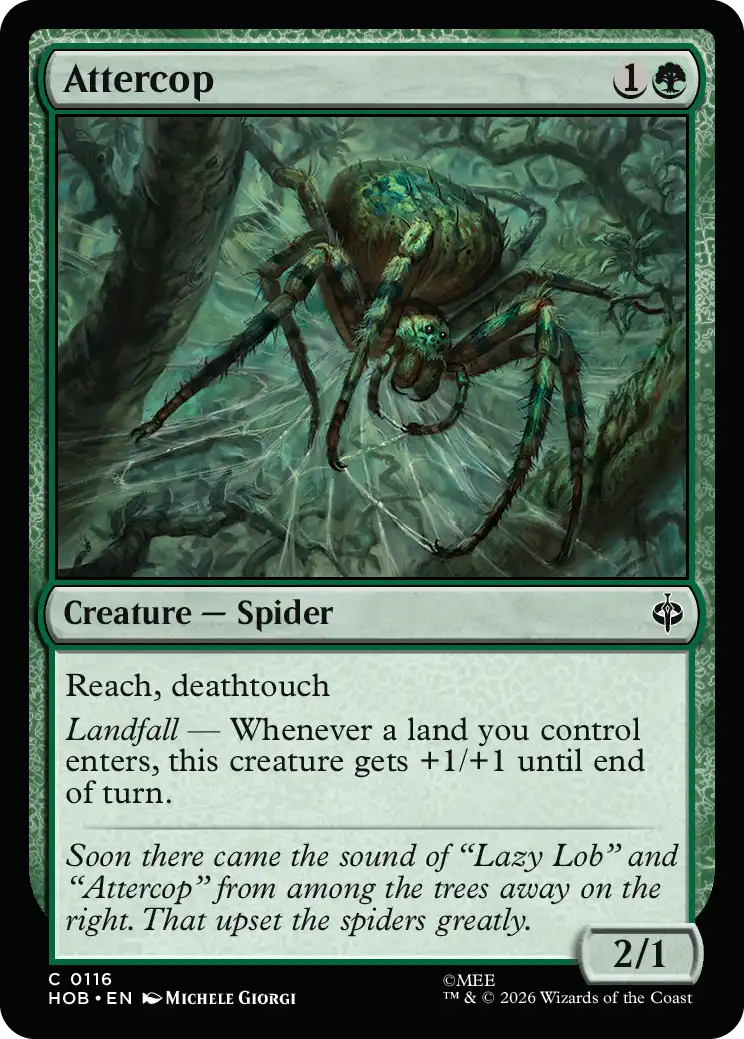 Attercop
1
Creature — Spider
Reach, deathtouch
Landfall — Whenever a land you control
enters, this creature gets +1/+1 until end
of turn.
Soon there came the sound of “Lazy Lob” and
“Attercop” from among the trees away on the
right. That upset the spiders greatly.
2/1
C 0116
HOB • EN Michele Giorgi
©MEE
™ & © 2026 Wizards of the Coast